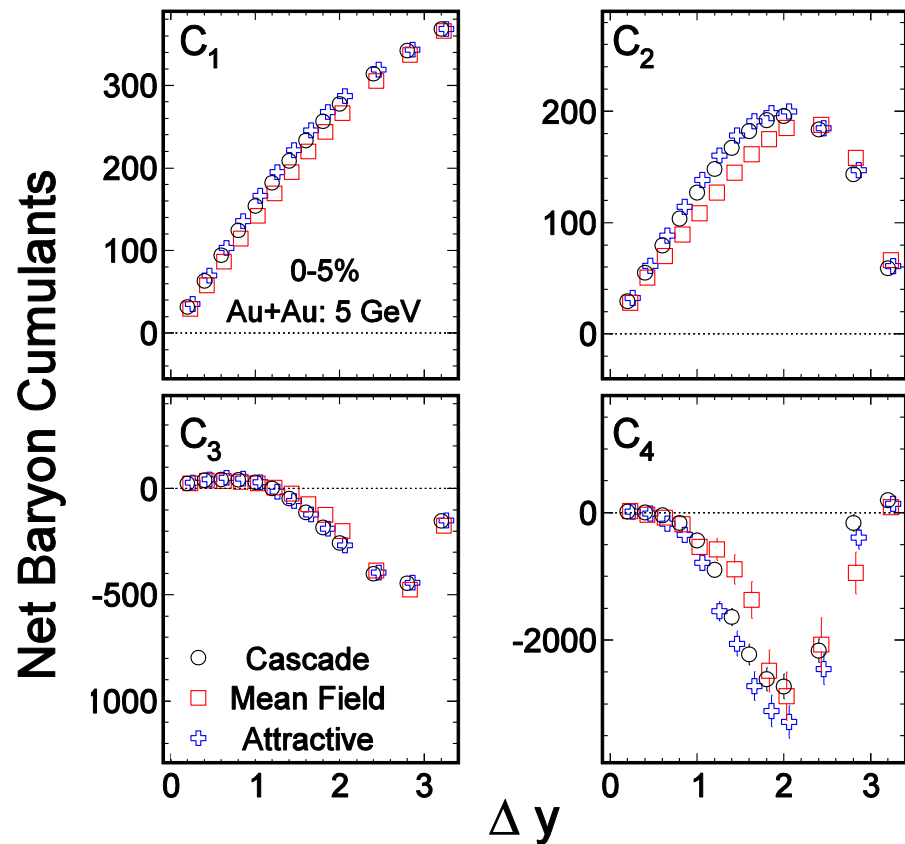 Net Baryon Cumulants
C1
300
200
100
0
0-5%
Au+Au: 5 GeV
C2
200
100
0
C3
0
-500
1000
Cascade
Mean Field
Attractive
0 1 2 3
C4
0
-2000
0 1 2 3
Δ y